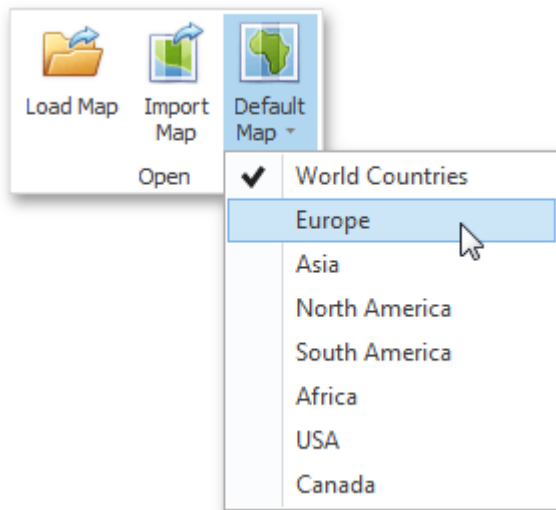 Load Map
Import
Map
Default
Map
Open
World Countries
Europe
Asia
North America
South America
Africa
USA
Canada